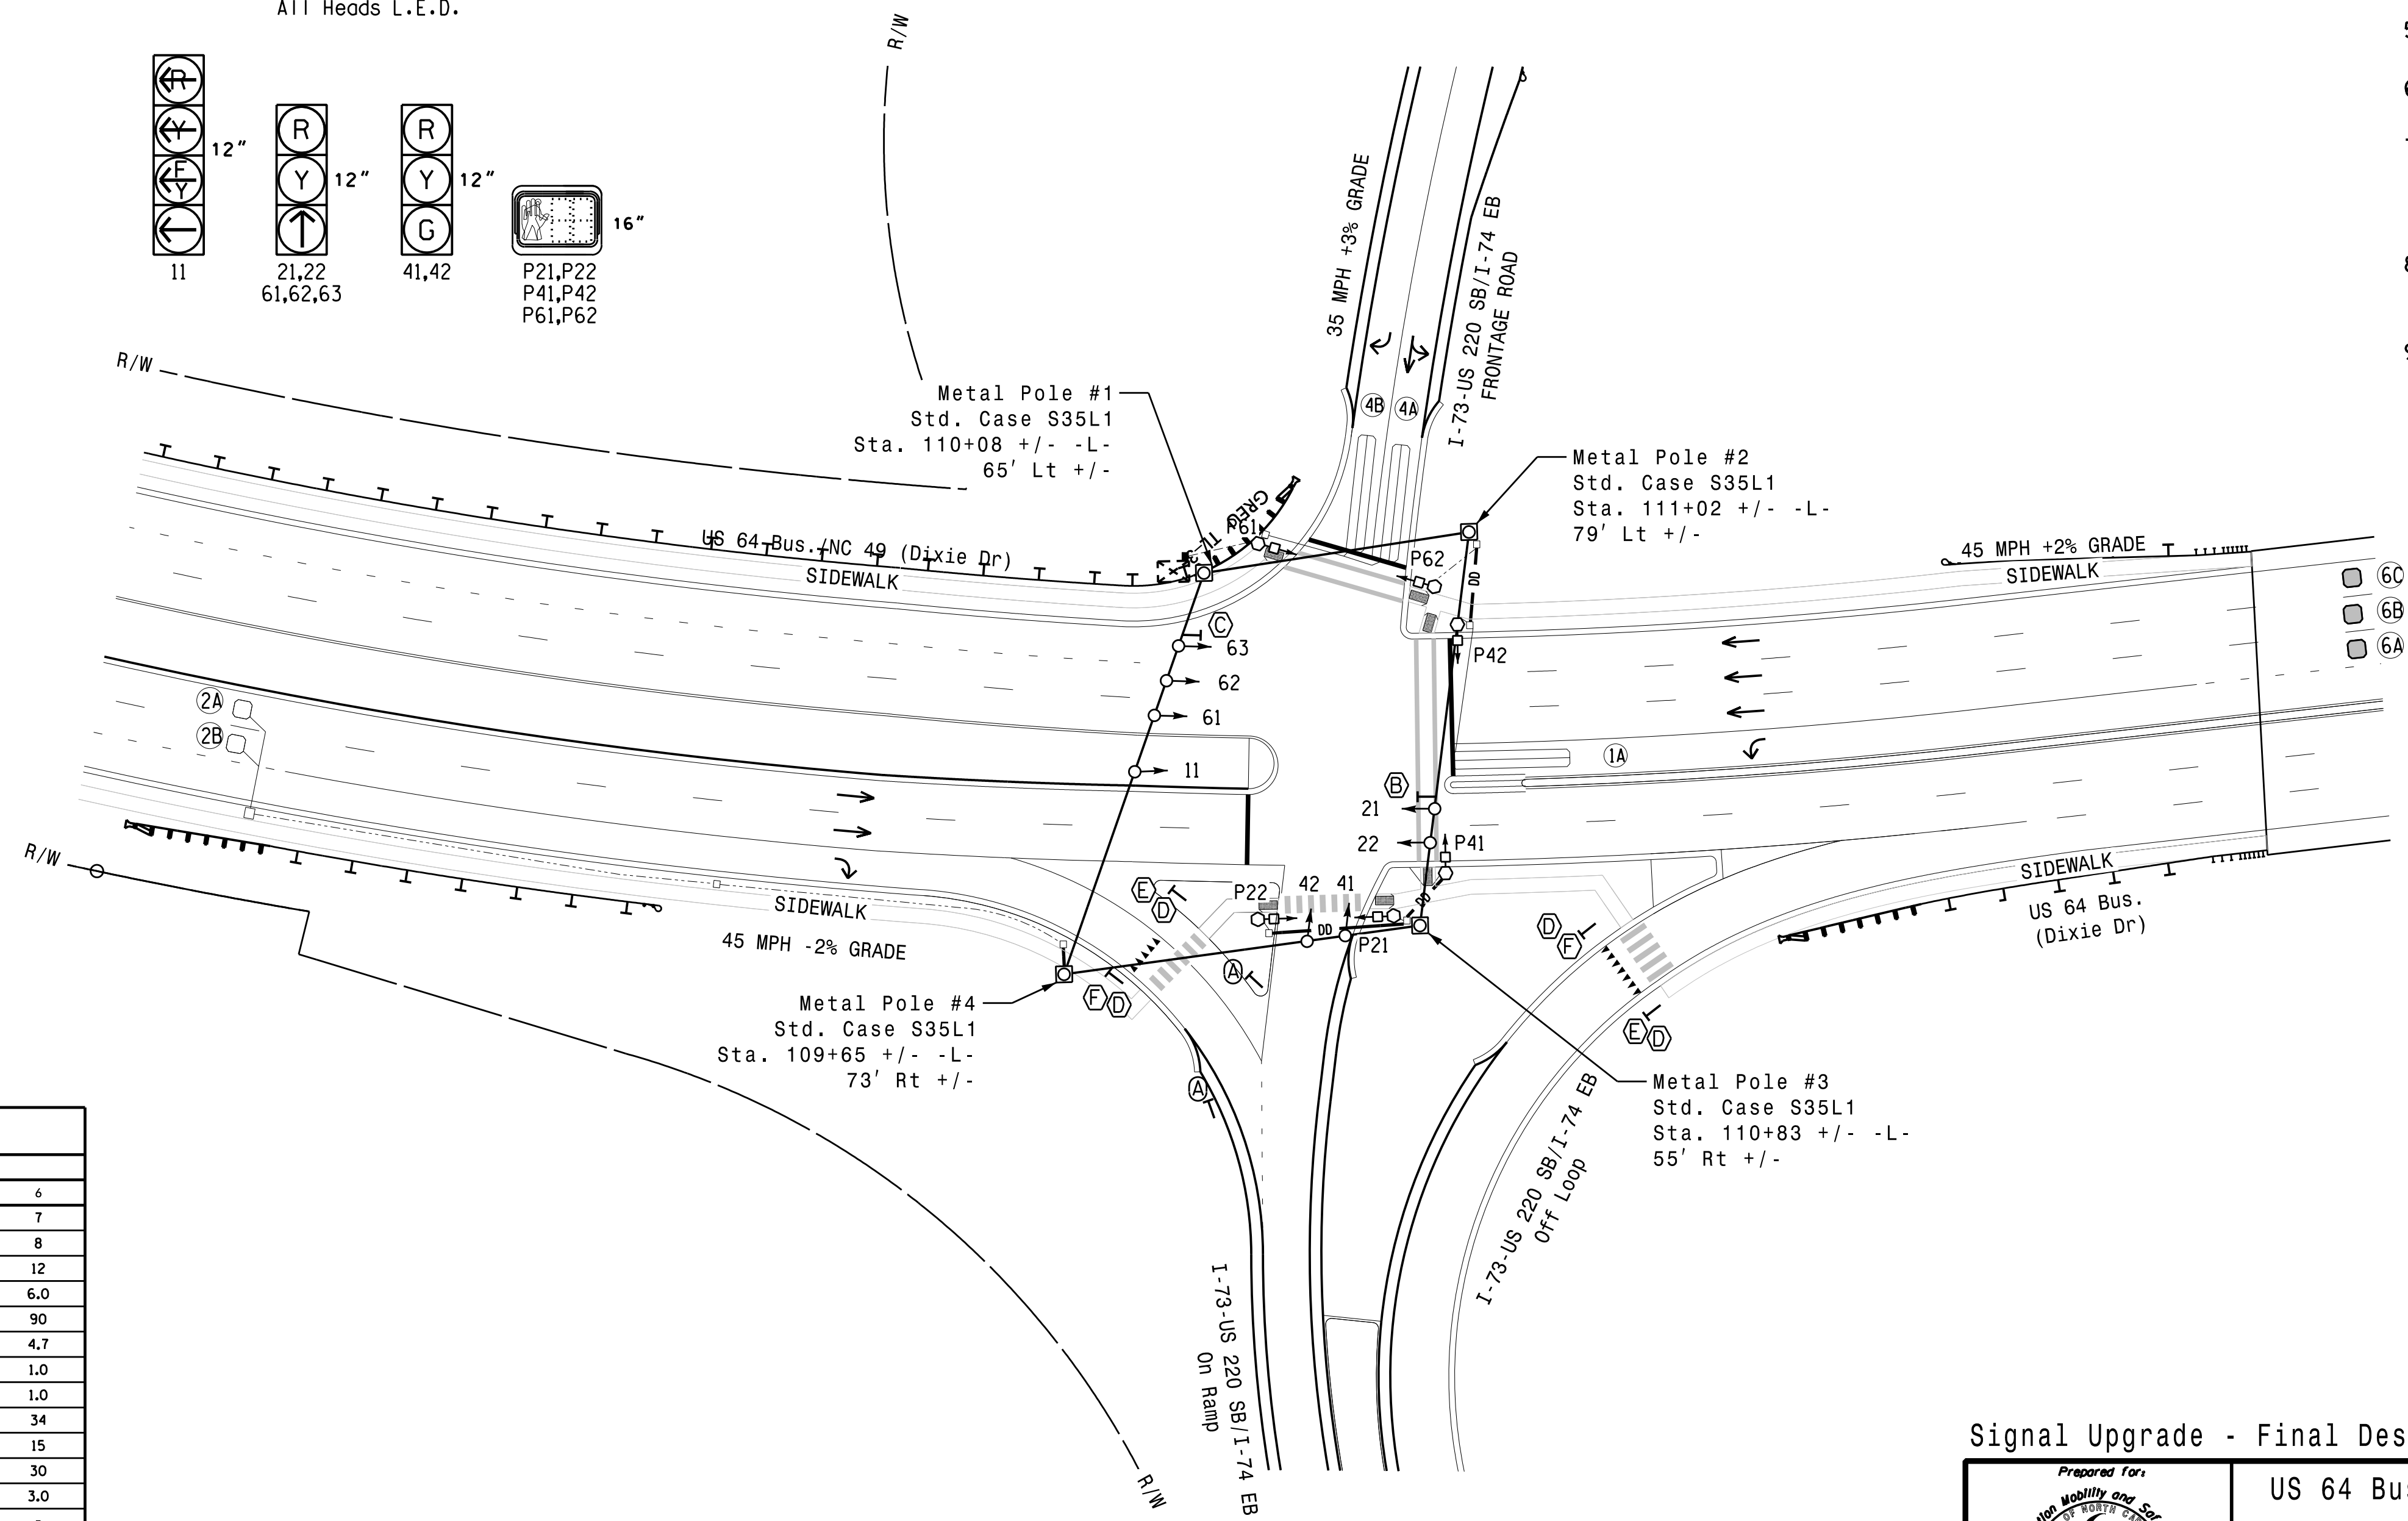 All Heads L.E.D.
R
Y
F
Y
12"
11
R
Y
12"
21,22
61,62,63
R
Y
G
12"
41,42
16"
P21,P22
P41,P42
P61,P62
R/W
R/W
35 MPH +3% GRADE
I-73-US 220 SB/I-74 EB
FRONTAGE ROAD
4B
4A
Metal Pole #1
Std. Case S35L1
Sta. 110+08 +/- -L-
65' Lt +/-
Metal Pole #2
Std. Case S35L1
Sta. 111+02 +/- -L-
79' Lt +/-
US 64 Bus./NC 49 (Dixie Dr)
SIDEWALK
P61
P62
DD
P42
C
63
62
61
11
45 MPH +2% GRADE
SIDEWALK
6C
6B
6A
2A
2B
1A
B
21
22
P41
DD
R/W
SIDEWALK
45 MPH -2% GRADE
E
D
P22
42
41
DD
P21
A
F
D
D
F
E
D
SIDEWALK
US 64 Bus.
(Dixie Dr)
Metal Pole #4
Std. Case S35L1
Sta. 109+65 +/- -L-
73' Rt +/-
A
Metal Pole #3
Std. Case S35L1
Sta. 110+83 +/- -L-
55' Rt +/-
I-73-US 220 SB/I-74 EB
Off Loop
I-73-US 220 SB/I-74 EB
On Ramp
R/W
6
7
8
12
6.0
90
4.7
1.0
1.0
34
15
30
3.0
Signal Upgrade - Final Des
Prepared for:
US 64 Bus
Mobility and
OF NORTH